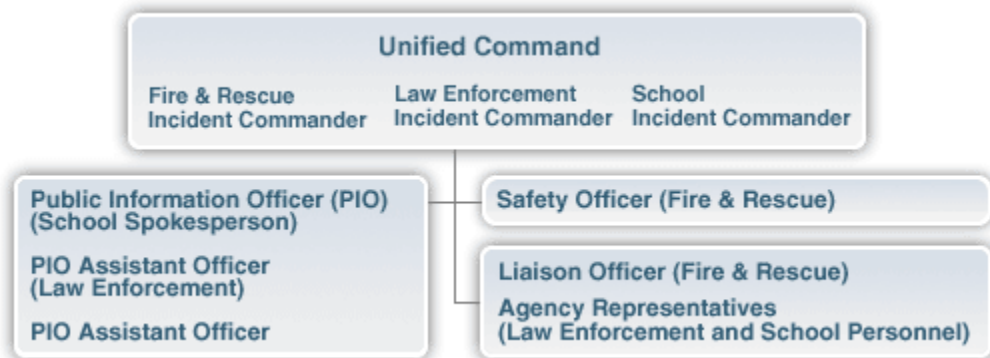 Unified Command
Fire & Rescue
Incident Commander
Law Enforcement
Incident Commander
School
Incident Commander
Public Information Officer (PIO)
(School Spokesperson)
PIO Assistant Officer
(Law Enforcement)
PIO Assistant Officer
Safety Officer (Fire & Rescue)
Liaison Officer (Fire & Rescue)
Agency Representatives
(Law Enforcement and School Personnel)